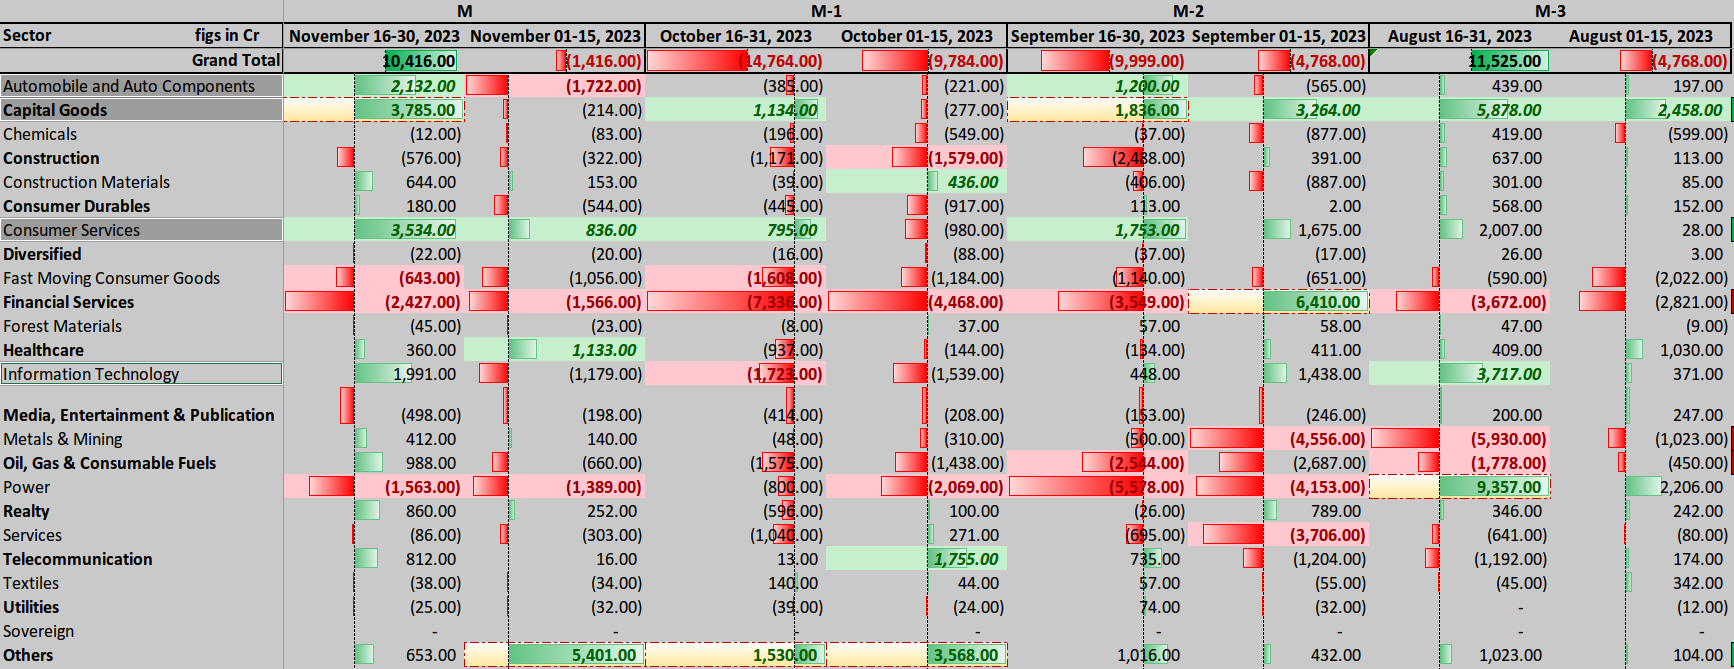 M M-1 M-2 M-3
Sector figs in Cr November 16-30, 2023 November 01-15, 2023 October 16-31, 2023 October 01-15, 2023 September 16-30, 2023 September 01-15, 2023 August 16-31, 2023 August 01-15, 2023
Grand Total 10,416.00 (1,416.00) (14,764.00) (9,784.00) (9,999.00) (4,768.00) 11,525.00 (4,768.00)
Automobile and Auto Components 2,132.00 (1,722.00) (385.00) (221.00) 1,200.00 (565.00) 439.00 197.00
Capital Goods 3,785.00 (214.00) 1,134.00 (277.00) 1,836.00 3,264.00 5,878.00 2,458.00
Chemicals (12.00) (83.00) (196.00) (549.00) (37.00) (877.00) 419.00 (599.00)
Construction (576.00) (322.00) (1,171.00) (1,579.00) (2,488.00) 391.00 637.00 113.00
Construction Materials 644.00 153.00 (39.00) 436.00 (406.00) (887.00) 301.00 85.00
Consumer Durables 180.00 (544.00) (445.00) (917.00) 113.00 2.00 568.00 152.00
Consumer Services 3,534.00 836.00 795.00 (980.00) 1,753.00 1,675.00 2,007.00 28.00
Diversified (22.00) (20.00) (16.00) (88.00) (37.00) (17.00) 26.00 3.00
Fast Moving Consumer Goods (643.00) (1,056.00) (1,608.00) (1,184.00) (1,140.00) (651.00) (590.00) (2,022.00)
Financial Services (2,427.00) (1,566.00) (7,336.00) (4,468.00) (3,549.00) 6,410.00 (3,672.00) (2,821.00)
Forest Materials (45.00) (23.00) (8.00) 37.00 57.00 58.00 47.00 (9.00)
Healthcare 360.00 1,133.00 (937.00) (144.00) (134.00) 411.00 409.00 1,030.00
Information Technology 1,991.00 (1,179.00) (1,723.00) (1,539.00) 448.00 1,438.00 3,717.00 371.00
Media, Entertainment & Publication (498.00) (198.00) (414.00) (208.00) (153.00) (246.00) 200.00 247.00
Metals & Mining 412.00 140.00 (48.00) (310.00) (500.00) (4,556.00) (5,930.00) (1,023.00)
Oil, Gas & Consumable Fuels 988.00 (660.00) (1,575.00) (1,438.00) (2,544.00) (2,687.00) (1,778.00) (450.00)
Power (1,563.00) (1,389.00) (800.00) (2,069.00) (5,578.00) (4,153.00) 9,357.00 2,206.00
Realty 860.00 252.00 (596.00) 100.00 (26.00) 789.00 346.00 242.00
Services (86.00) (303.00) (1,040.00) 271.00 (695.00) (3,706.00) (641.00) (80.00)
Telecommunication 812.00 16.00 13.00 1,755.00 735.00 (1,204.00) (1,192.00) 174.00
Textiles (38.00) (34.00) 140.00 44.00 57.00 (55.00) (45.00) 342.00
Utilities (25.00) (32.00) (39.00) (24.00) 74.00 (32.00) - (12.00)
Sovereign - - - - - - - -
Others 653.00 5,401.00 1,530.00 3,568.00 1,016.00 432.00 1,023.00 104.00